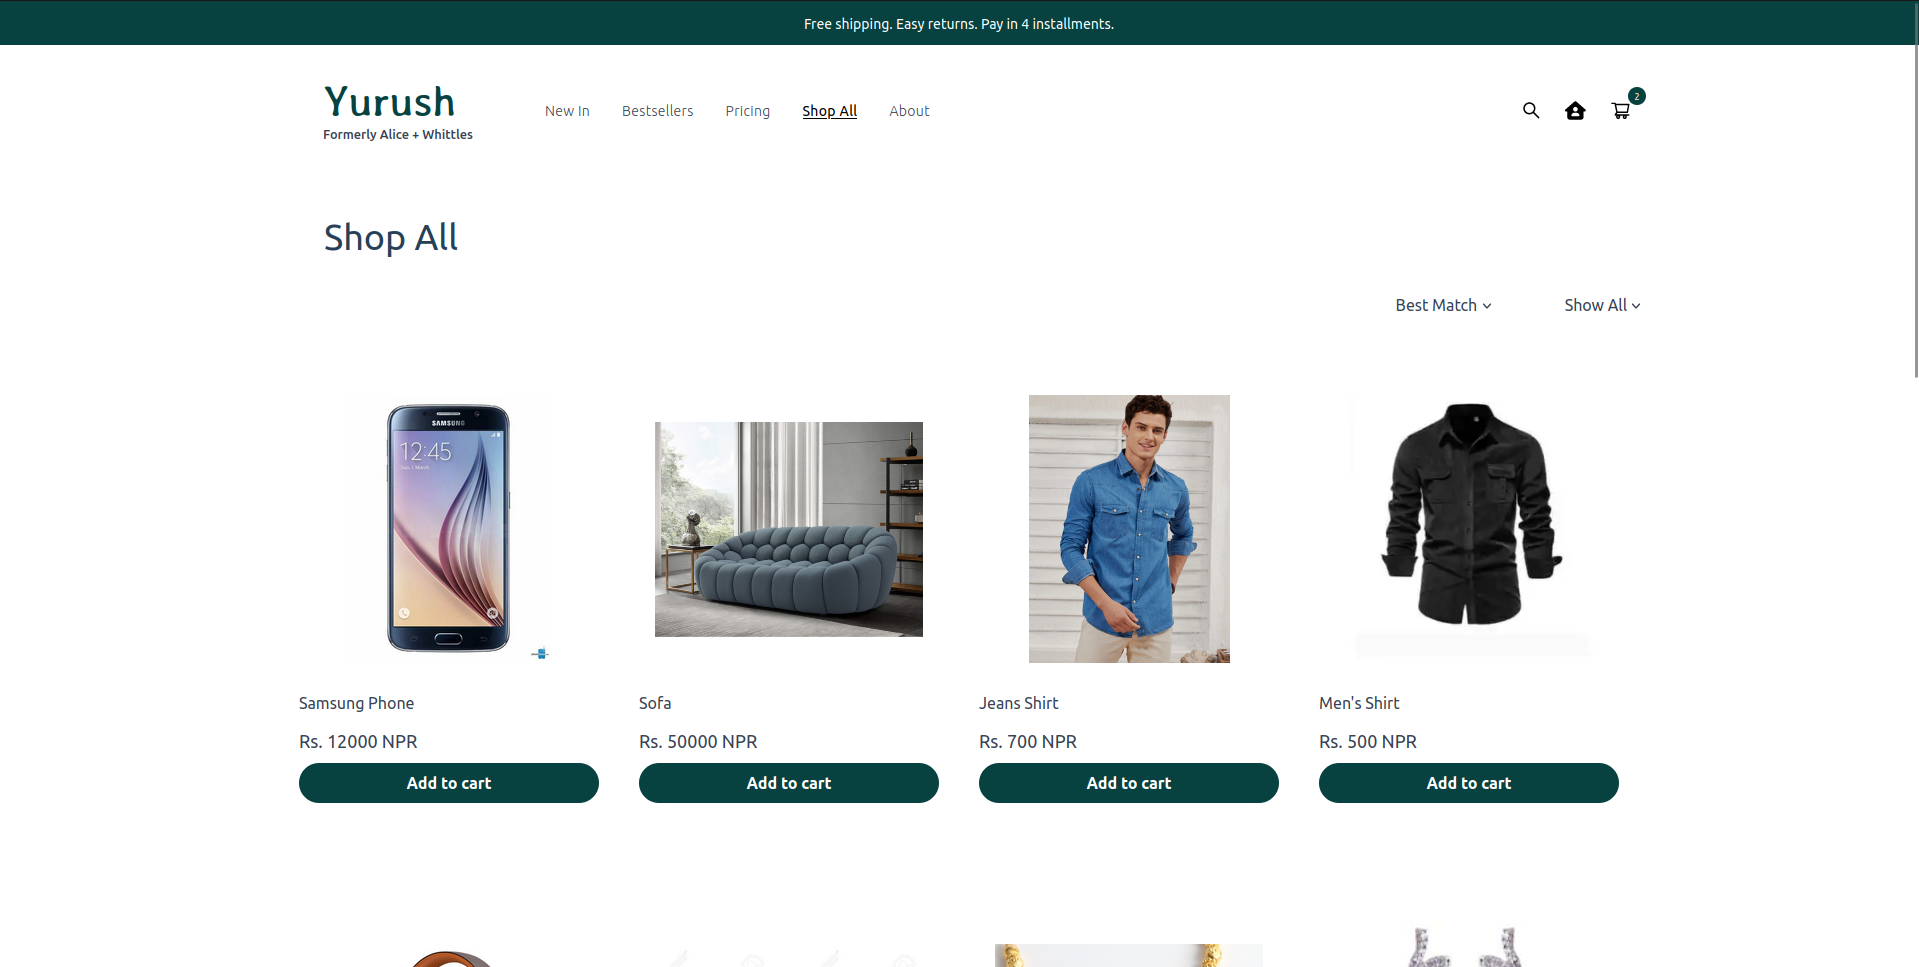 Free shipping. Easy returns. Pay in 4 installments.
Yurush
Formerly Alice + Whittles
New In
Bestsellers
Pricing
Shop All
About
2
Shop All
Best Match
Show All
SAMSUNG
12:45
Samsung Phone
Rs. 12000 NPR
Add to cart
Sofa
Rs. 50000 NPR
Add to cart
Jeans Shirt
Rs. 700 NPR
Add to cart
Men's Shirt
Rs. 500 NPR
Add to cart